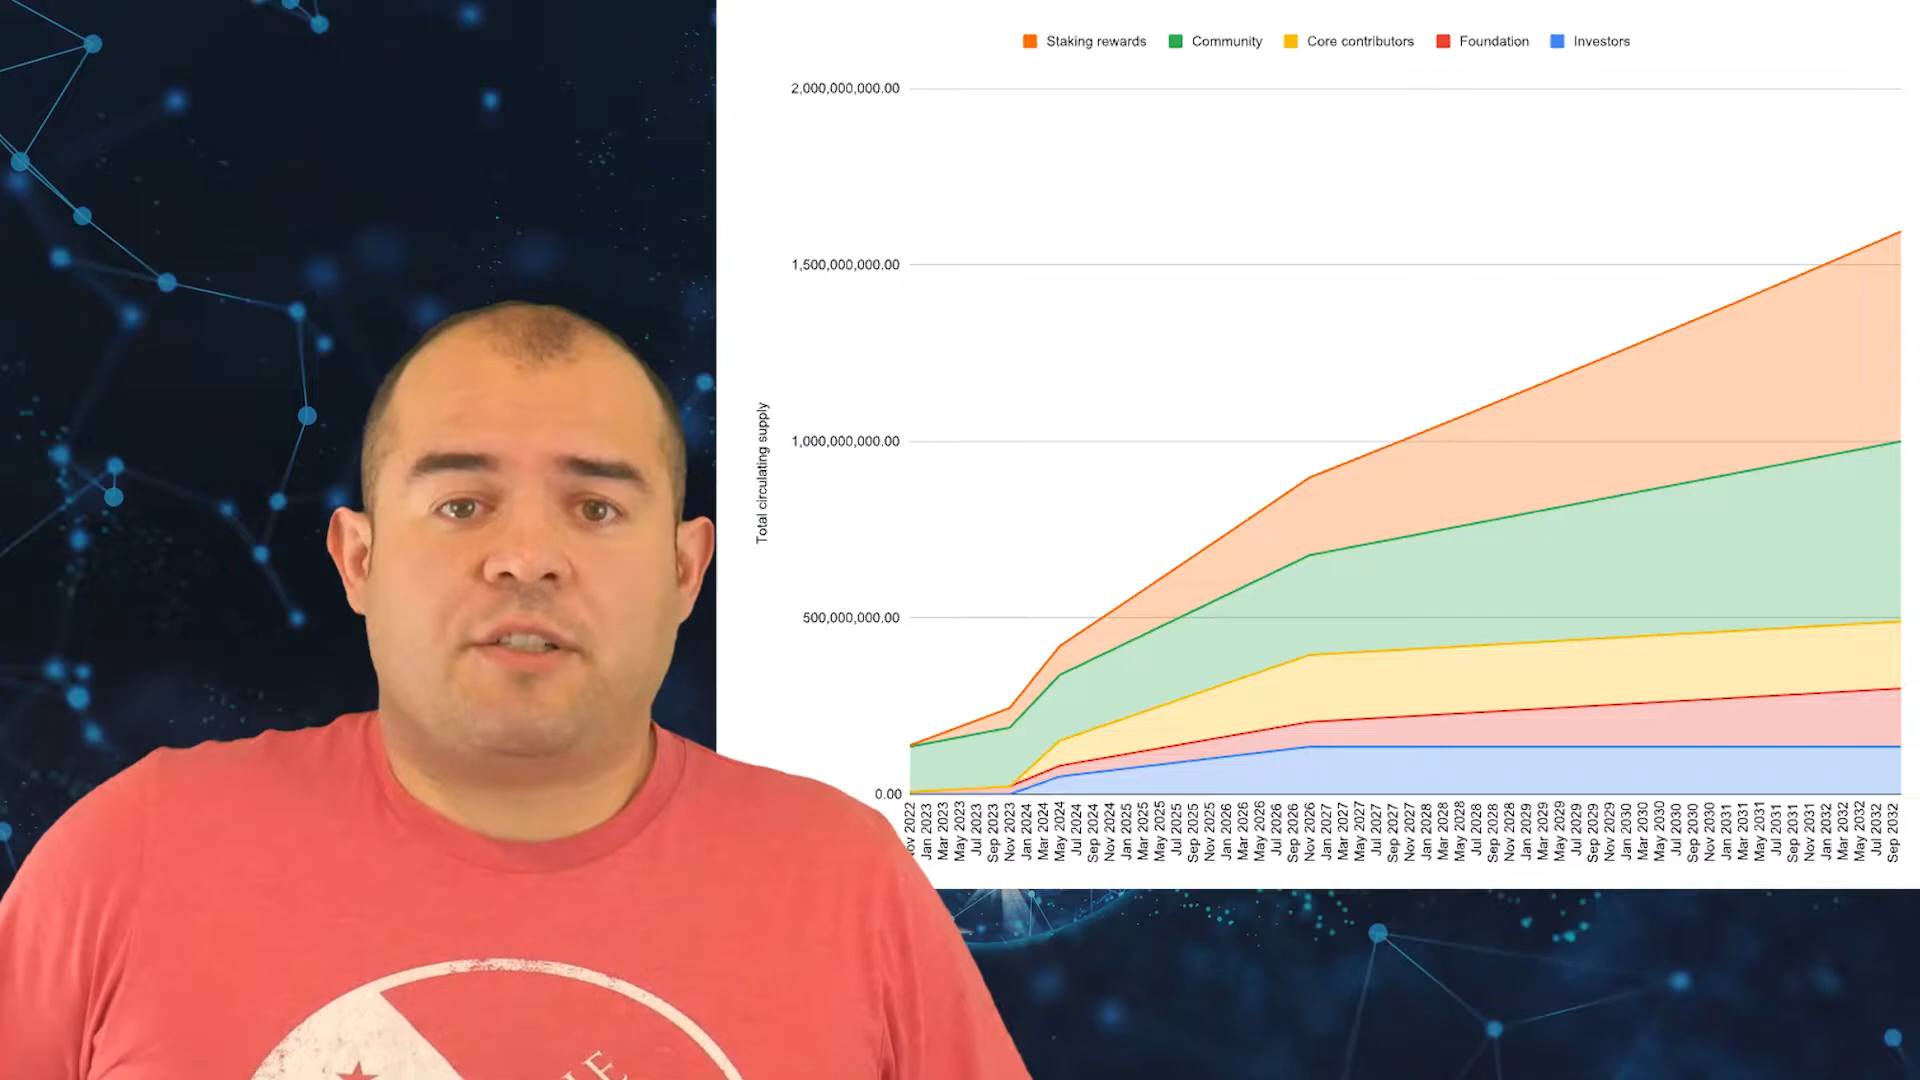 Staking rewards Community Core contributors Foundation Investors
2,000,000,000.00
1,500,000,000.00
1,000,000,000.00
500,000,000.00
0.00
Total circulating supply
Nov 2022 Jan 2023 Mar 2023 May 2023 Jul 2023 Sep 2023 Nov 2023 Jan 2024 Mar 2024 May 2024 Jul 2024 Sep 2024 Nov 2024 Jan 2025 Mar 2025 May 2025 Jul 2025 Sep 2025 Nov 2025 Jan 2026 Mar 2026 May 2026 Jul 2026 Sep 2026 Nov 2026 Jan 2027 Mar 2027 May 2027 Jul 2027 Sep 2027 Nov 2027 Jan 2028 Mar 2028 May 2028 Jul 2028 Sep 2028 Nov 2028 Jan 2029 Mar 2029 May 2029 Jul 2029 Sep 2029 Nov 2029 Jan 2030 Mar 2030 May 2030 Jul 2030 Sep 2030 Nov 2030 Jan 2031 Mar 2031 May 2031 Jul 2031 Sep 2031 Nov 2031 Jan 2032 Mar 2032 May 2032 Jul 2032 Sep 2032